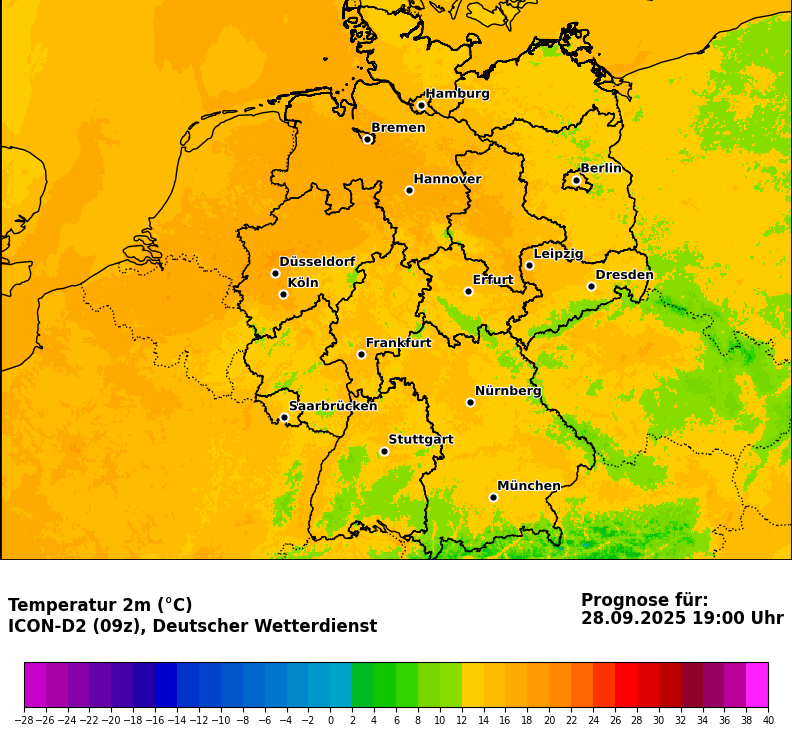 Hamburg
Bremen
Berlin
Hannover
Leipzig
Düsseldorf
Dresden
Erfurt
Köln
Frankfurt
Nürnberg
Saarbrücken
Stuttgart
München
Temperatur 2m (°C)
ICON-D2 (09z), Deutscher Wetterdienst
Prognose für:
28.09.2025 19:00 Uhr
−28 −26 −24 −22 −20 −18 −16 −14 −12 −10 −8 −6 −4 −2 0 2 4 6 8 10 12 14 16 18 20 22 24 26 28 30 32 34 36 38 40